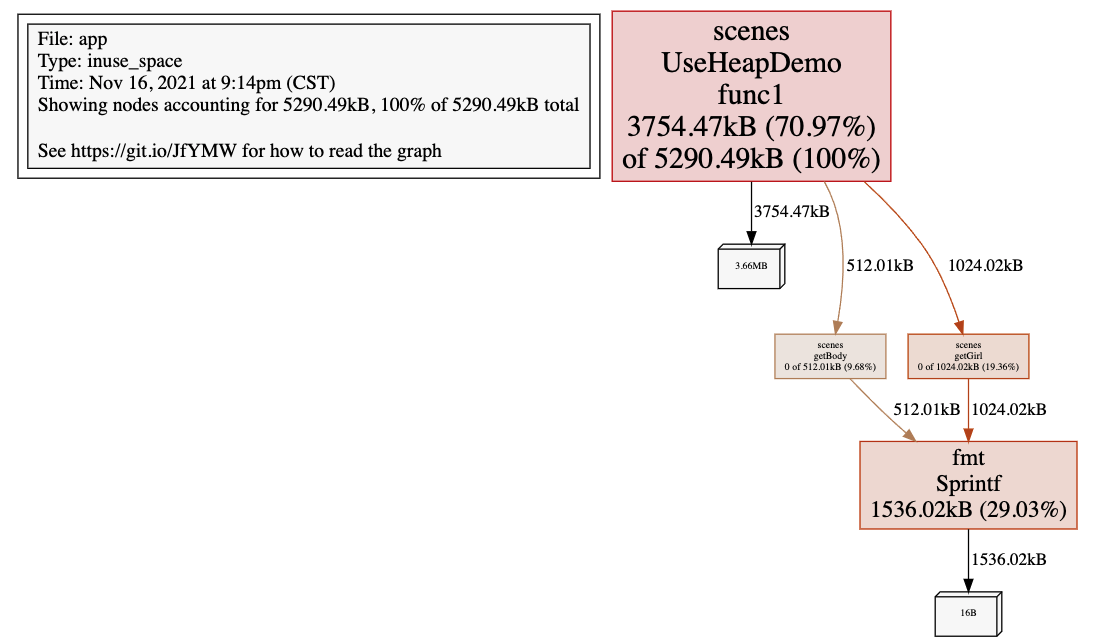 File: app
Type: inuse_space
Time: Nov 16, 2021 at 9:14pm (CST)
Showing nodes accounting for 5290.49kB, 100% of 5290.49kB total
See https://git.io/JfYMW for how to read the graph
scenes
UseHeapDemo
func1
3754.47kB (70.97%)
of 5290.49kB (100%)
3754.47kB
512.01kB
1024.02kB
3.66MB
scenes
getBody
0 of 512.01kB (9.68%)
scenes
getGirl
0 of 1024.02kB (19.36%)
512.01kB
1024.02kB
fmt
Sprintf
1536.02kB (29.03%)
1536.02kB
16B